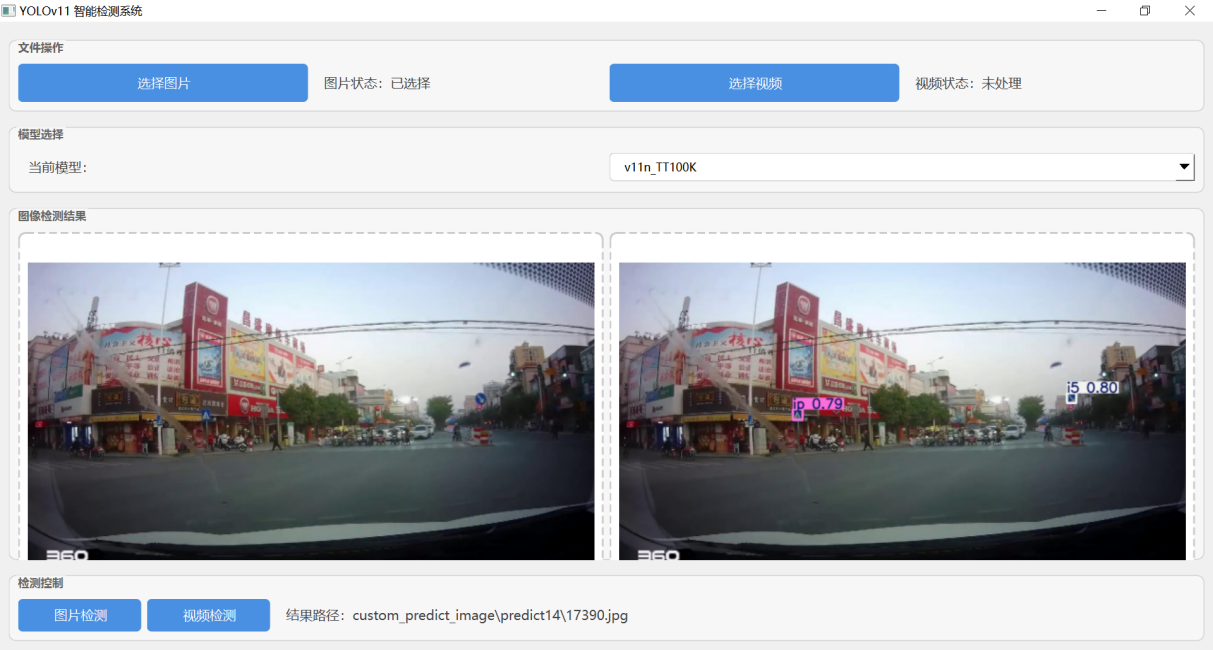 YOLOv11 智能检测系统
文件操作
选择图片
图片状态：已选择
选择视频
视频状态：未处理
模型选择
当前模型：
v11n_TT100K
图像检测结果
360
i5 0.80
ip 0.79
360
检测控制
图片检测
视频检测
结果路径：custom_predict_image\predict14\17390.jpg